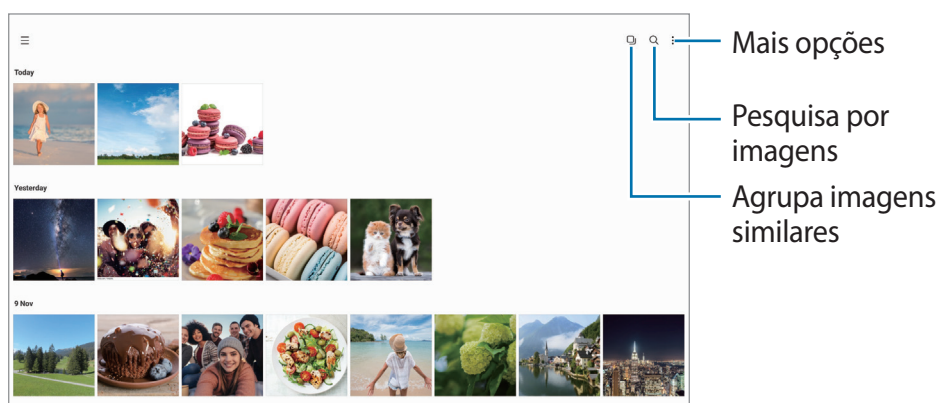 Mais opções
Today
Pesquisa por
imagens
Yesterday
Agrupa imagens
similares
9 Nov